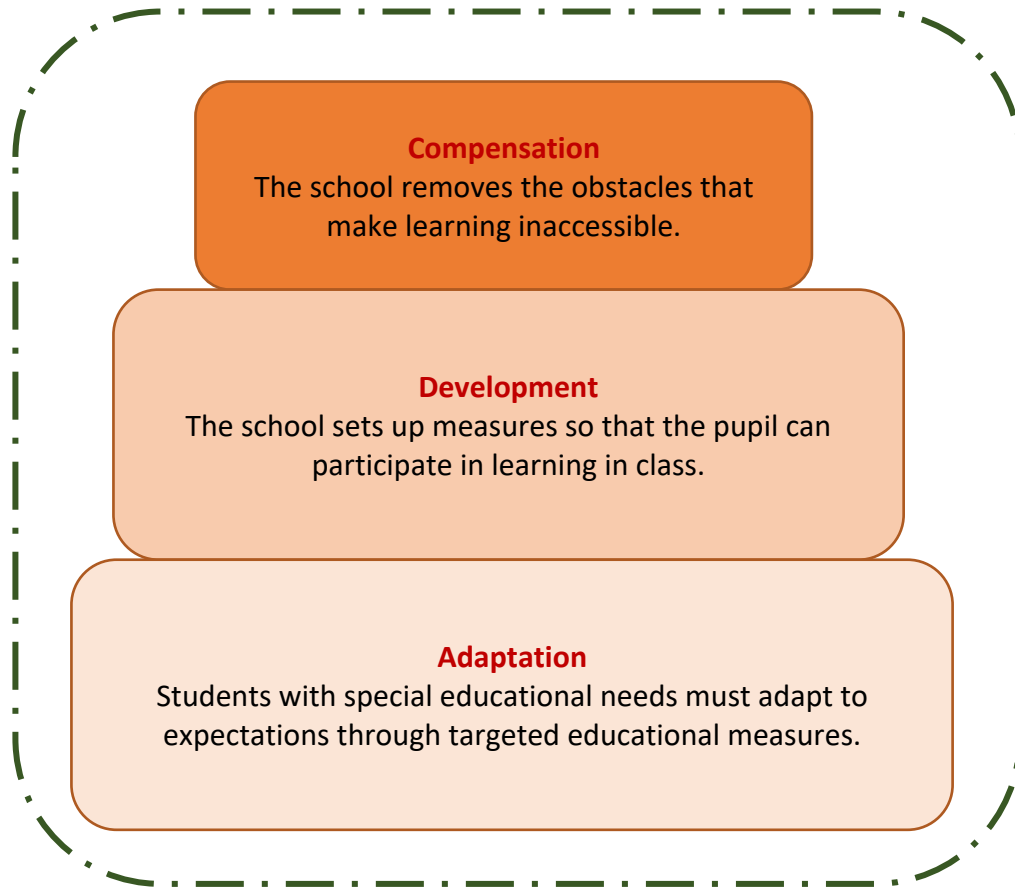 Compensation
The school removes the obstacles that
make learning inaccessible.
Development
The school sets up measures so that the pupil can
participate in learning in class.
Adaptation
Students with special educational needs must adapt to
expectations through targeted educational measures.